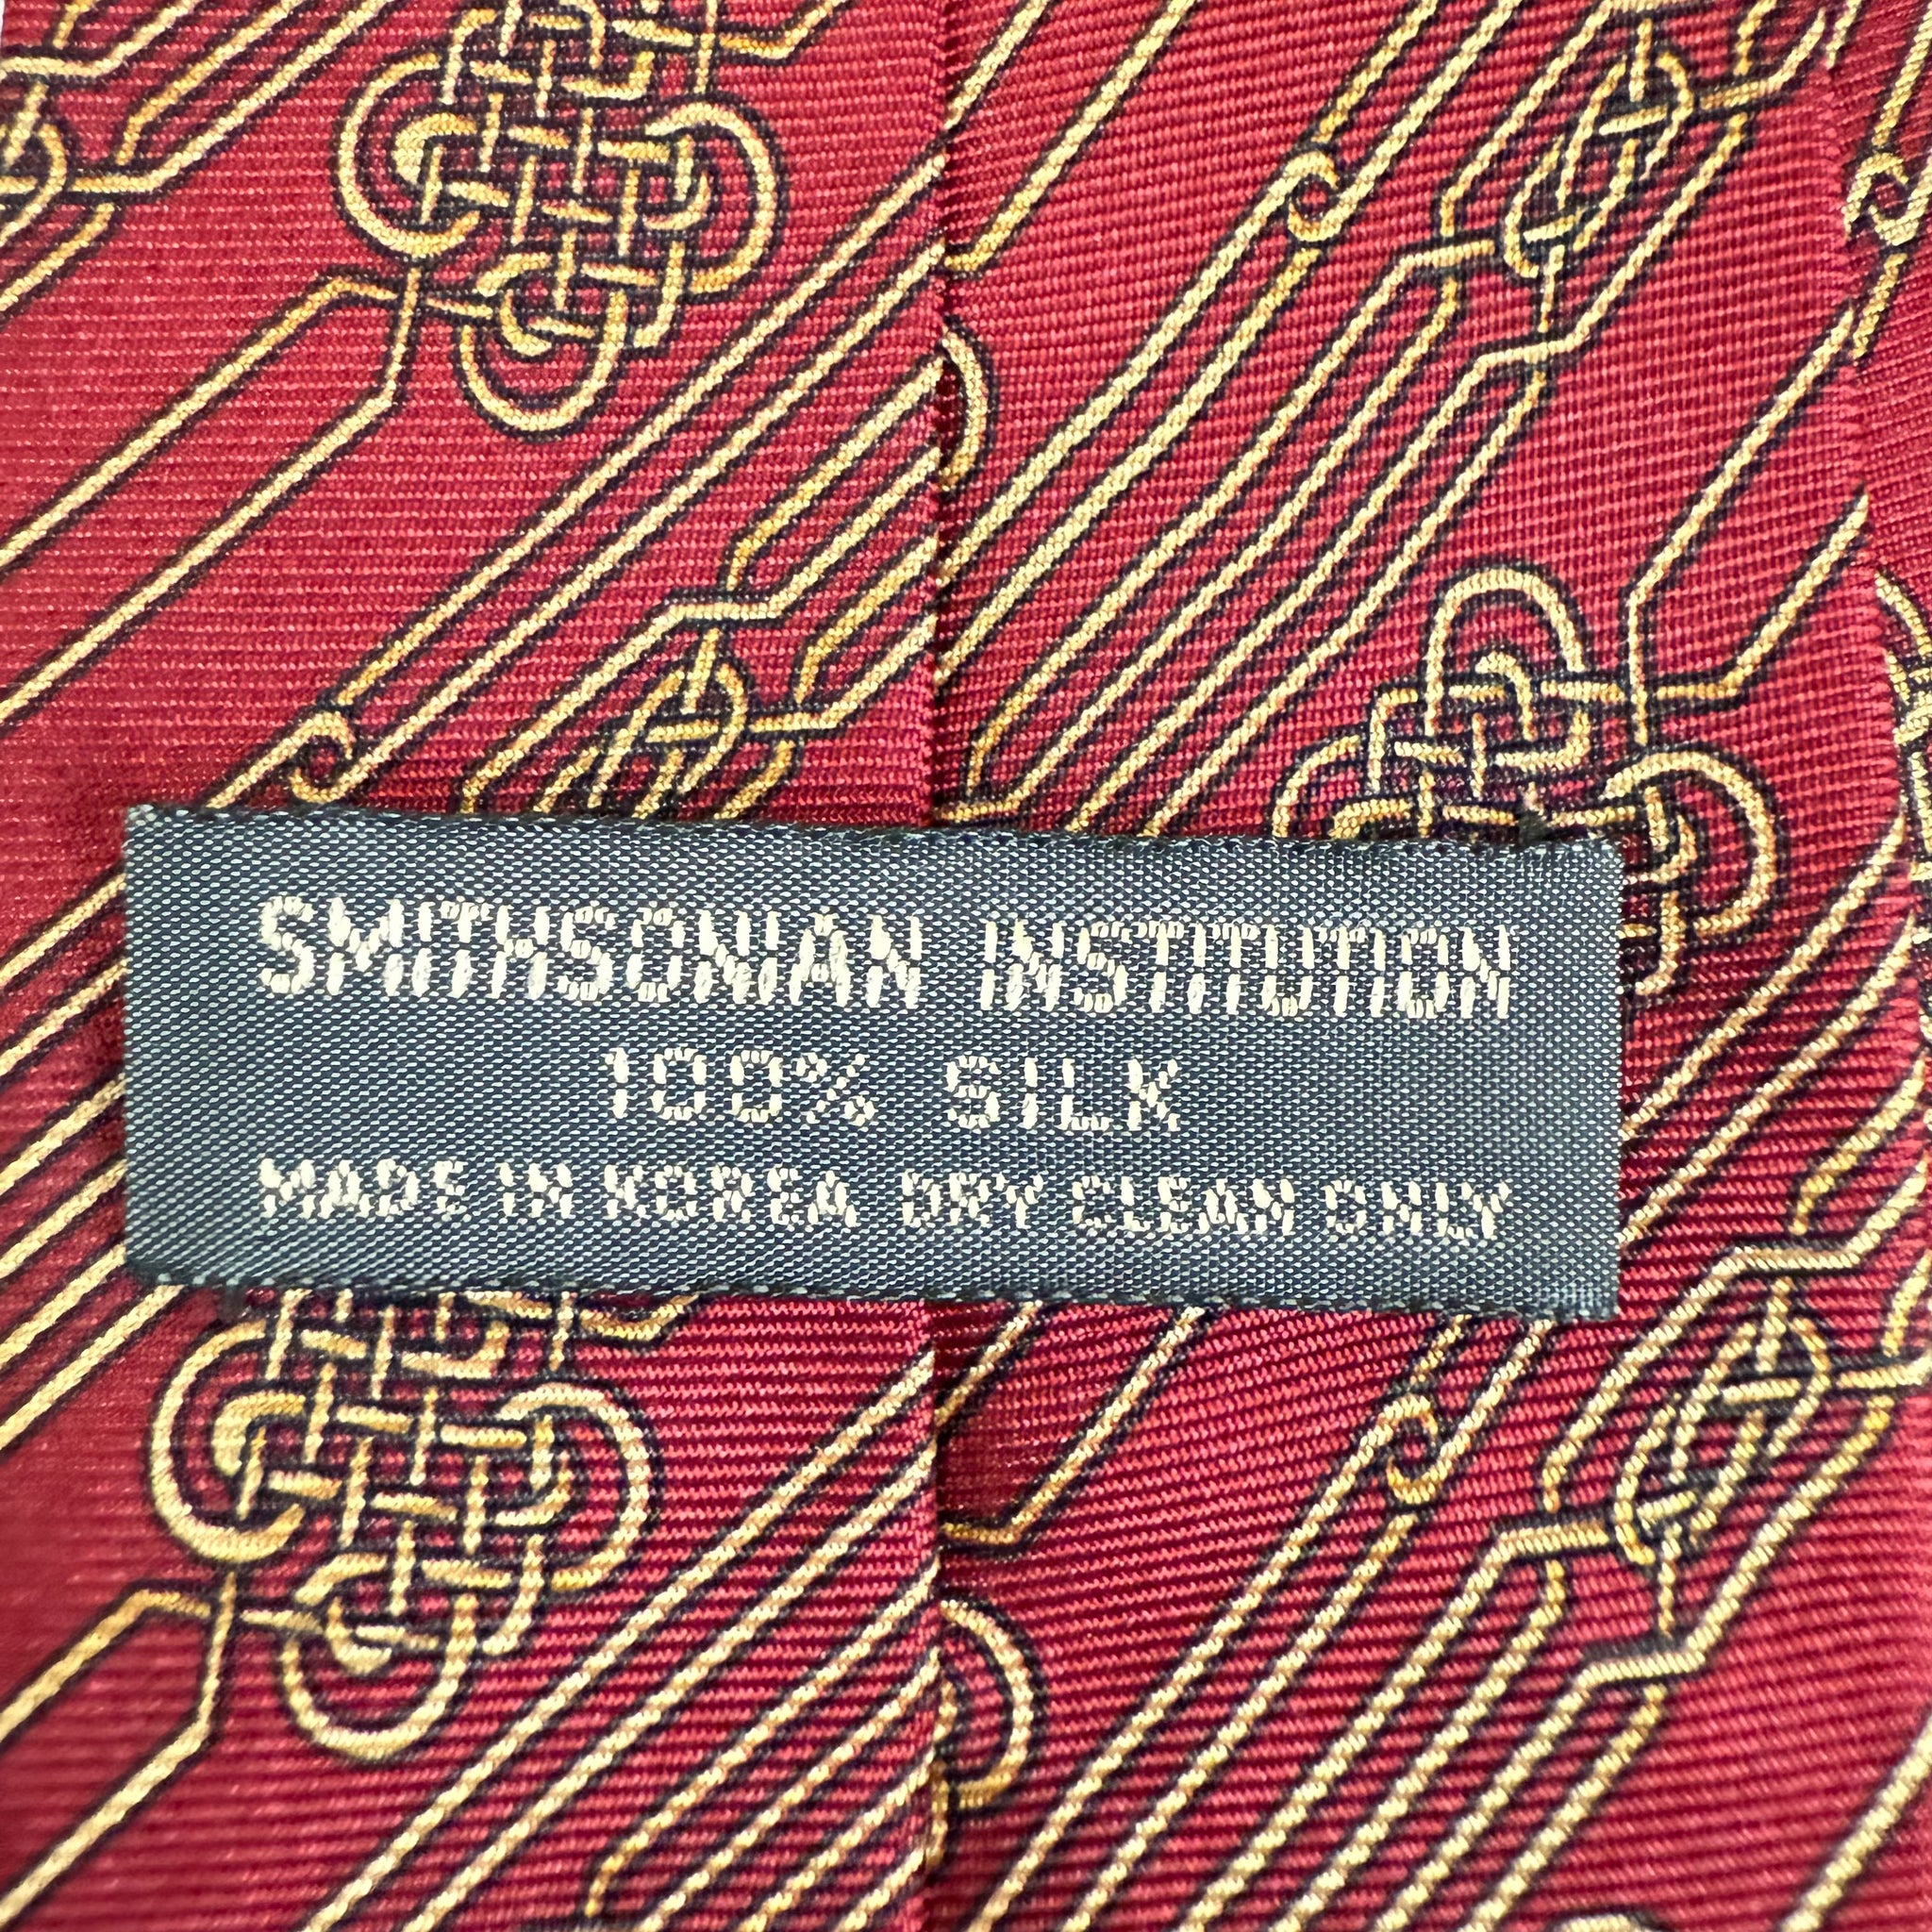 SMITHSONIAN INSTITUTION
100% SILK
MADE IN KOREA DRY CLEAN ONLY